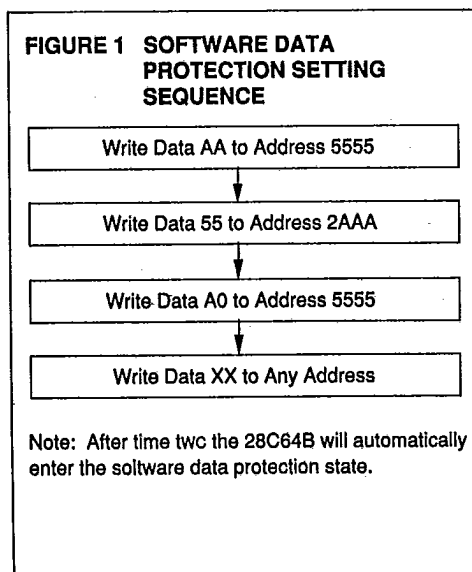 FIGURE 1 SOFTWARE DATA
PROTECTION SETTING
SEQUENCE
Write Data AA to Address 5555
Write Data 55 to Address 2AAA
Write Data A0 to Address 5555
Write Data XX to Any Address
Note: After time twc the 28C64B will automatically
enter the soltware data protection state.